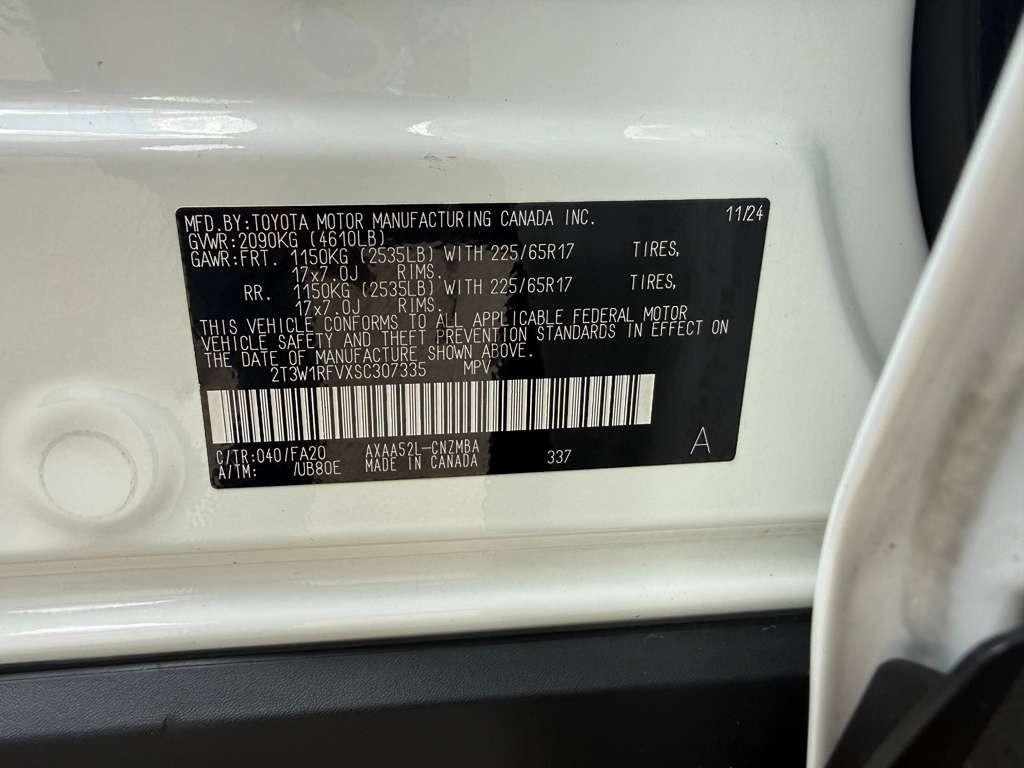 MFD.BY:TOYOTA MOTOR MANUFACTURING CANADA INC. 11/24
GVWR:2090KG (4610LB)
GAWR:FRT. 1150KG (2535LB) WITH 225/65R17 TIRES,
17x7.0J RIMS.
RR. 1150KG (2535LB) WITH 225/65R17 TIRES,
17x7.0J RIMS.
THIS VEHICLE CONFORMS TO ALL APPLICABLE FEDERAL MOTOR
VEHICLE SAFETY AND THEFT PREVENTION STANDARDS IN EFFECT ON
THE DATE OF MANUFACTURE SHOWN ABOVE.
2T3W1RFVXSC307335 MPV
C/TR:040/FA20 AXAA52L-CNZMBA
A/TM: /UB80E MADE IN CANADA 337 A